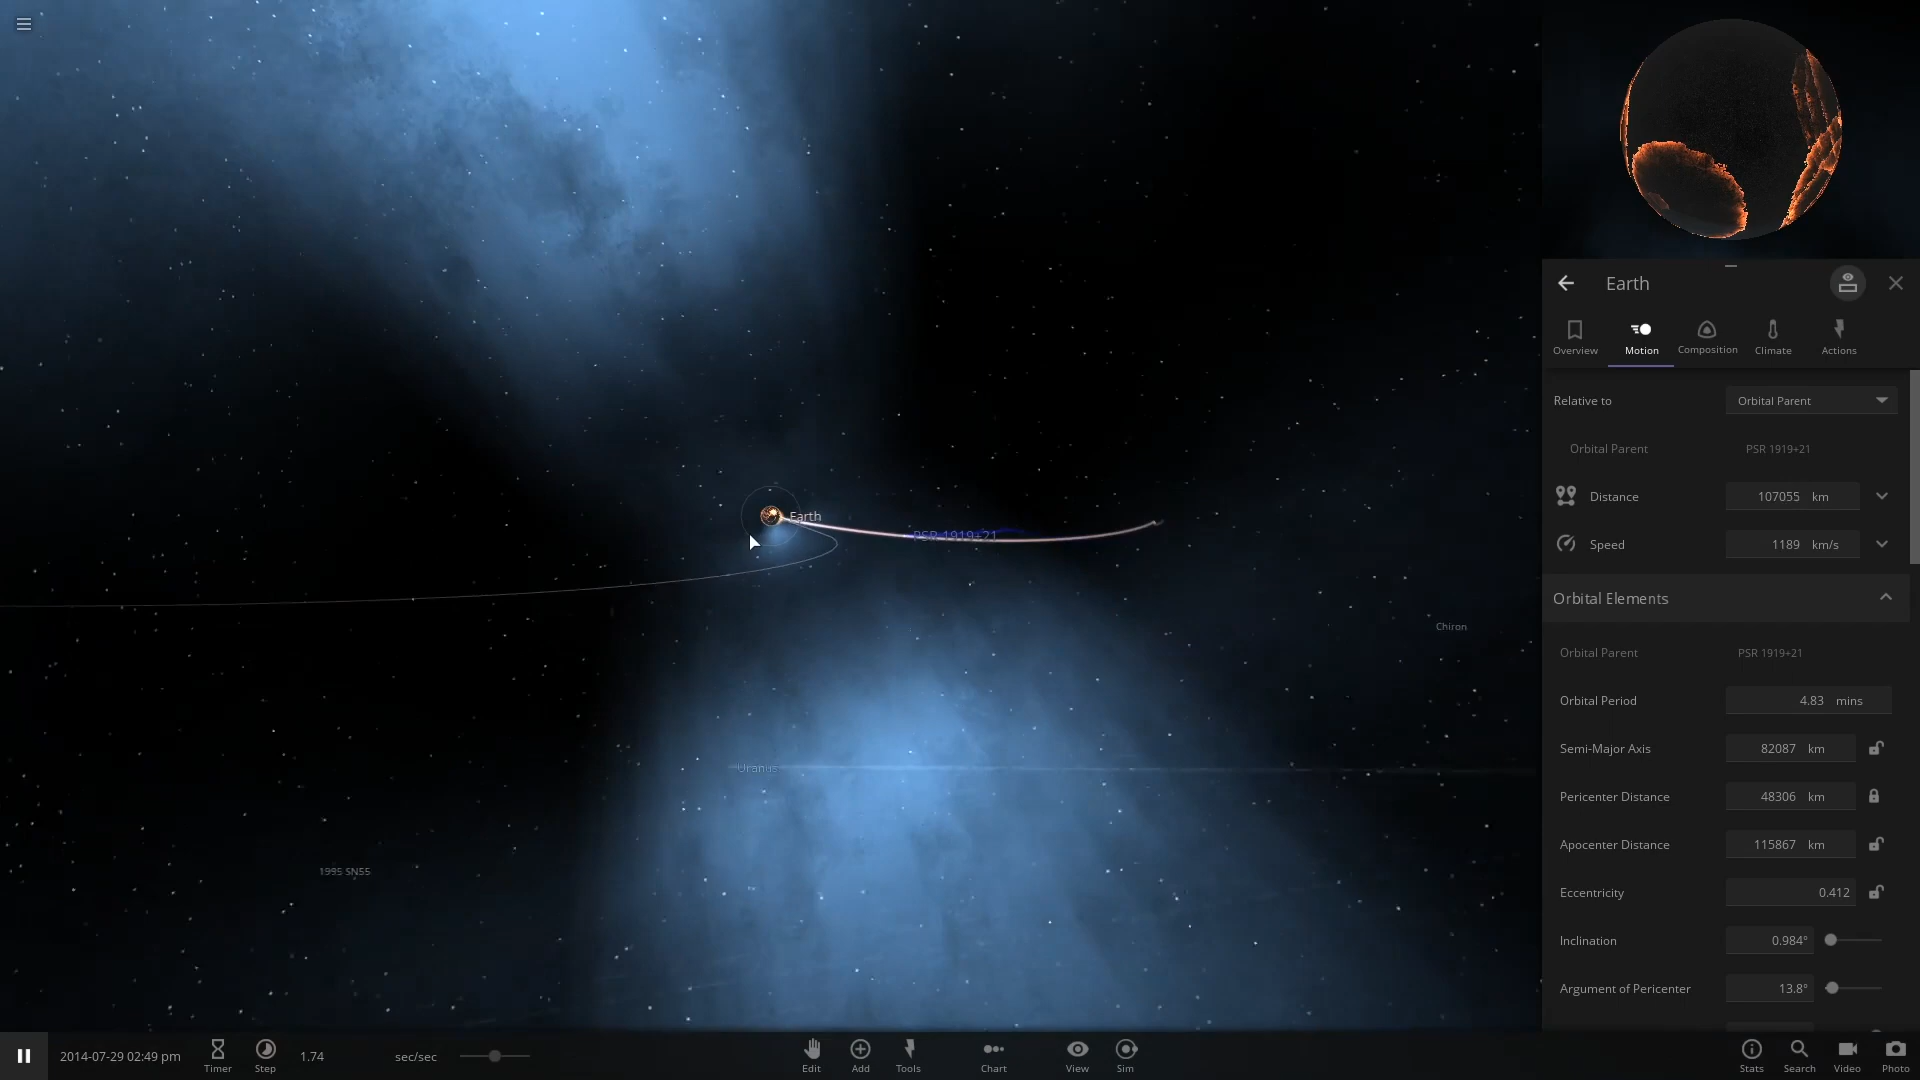 Earth
Overview
Motion
Composition
Climate
Actions
Relative to
Orbital Parent
Orbital Parent
PSR 1919+21
Distance
107055 km
Speed
1189 km/s
Orbital Elements
Orbital Parent
PSR 1919+21
Orbital Period
4.83 mins
Semi-Major Axis
82087 km
Pericenter Distance
48306 km
Apocenter Distance
115867 km
Eccentricity
0.412
Inclination
0.984°
Argument of Pericenter
13.8°
Earth
PSR 1919+21
Chiron
Uranus
1995 SN55
2014-07-29 02:49 pm
Timer
Step
1.74
sec/sec
Edit
Add
Tools
Chart
View
Sim
Stats
Search
Video
Photo